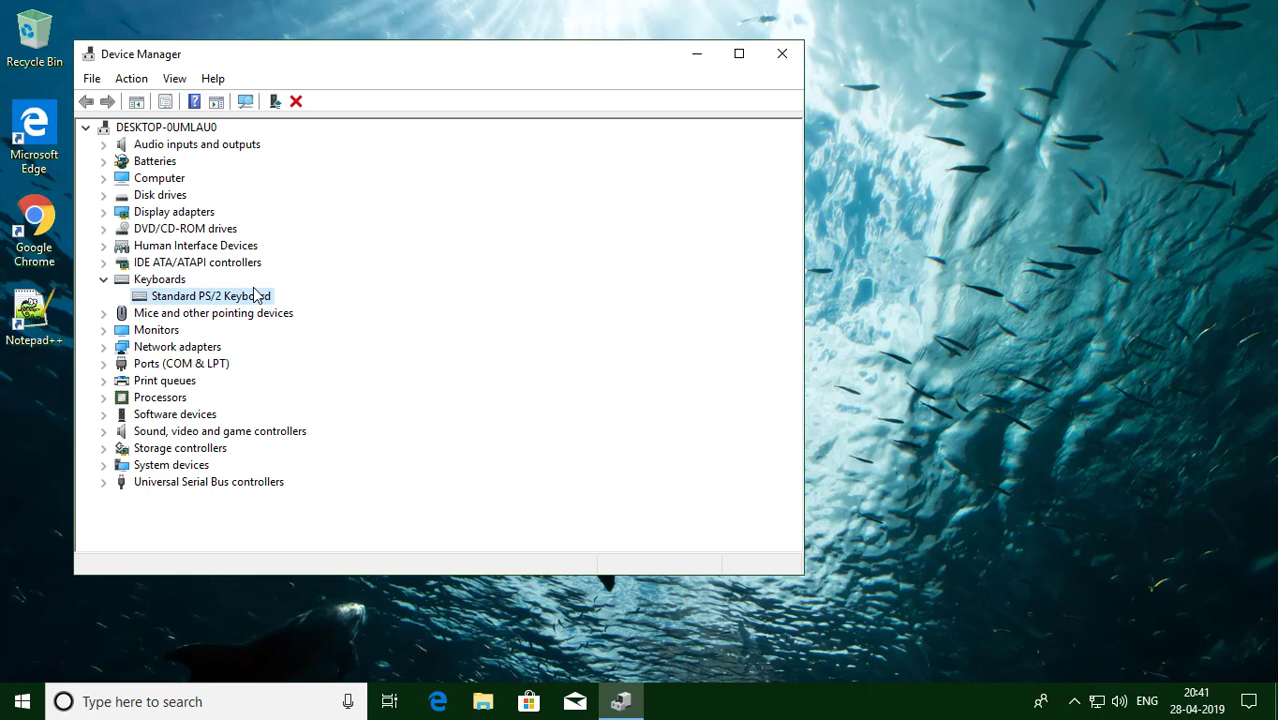 Recycle Bin
Microsoft
Edge
Google
Chrome
Notepad++
Device Manager
File Action View Help
DESKTOP-0UMLAU0
Audio inputs and outputs
Batteries
Computer
Disk drives
Display adapters
DVD/CD-ROM drives
Human Interface Devices
IDE ATA/ATAPI controllers
Keyboards
Standard PS/2 Keyboard
Mice and other pointing devices
Monitors
Network adapters
Ports (COM & LPT)
Print queues
Processors
Software devices
Sound, video and game controllers
Storage controllers
System devices
Universal Serial Bus controllers
Type here to search
ENG
20:41
28-04-2019